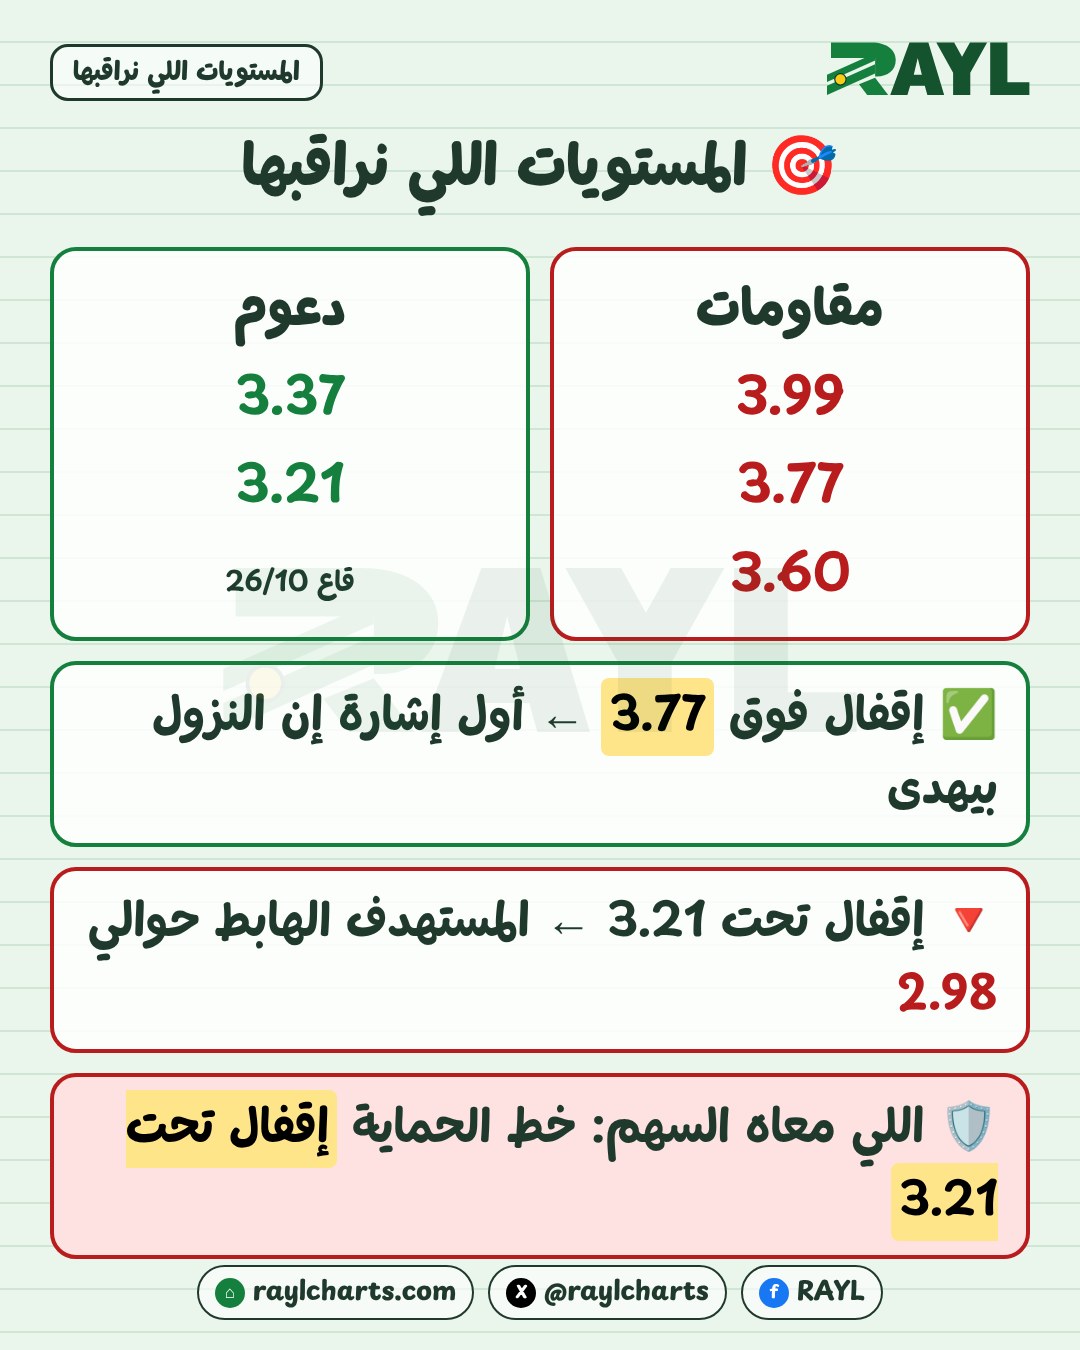 RAYL
المستويات اللي نراقبها
🎯 المستويات اللي نراقبها
مقاومات
3.99
3.77
3.60
دعوم
3.37
3.21
قاع 26/10
RAYL
✅ إقفال فوق 3.77 ← أول إشارة إن النزول
بيهدى
🔻 إقفال تحت 3.21 ← المستهدف الهابط حوالي
2.98
🛡️ اللي معاه السهم: خط الحماية إقفال تحت
3.21
raylcharts.com
X @raylcharts
f RAYL